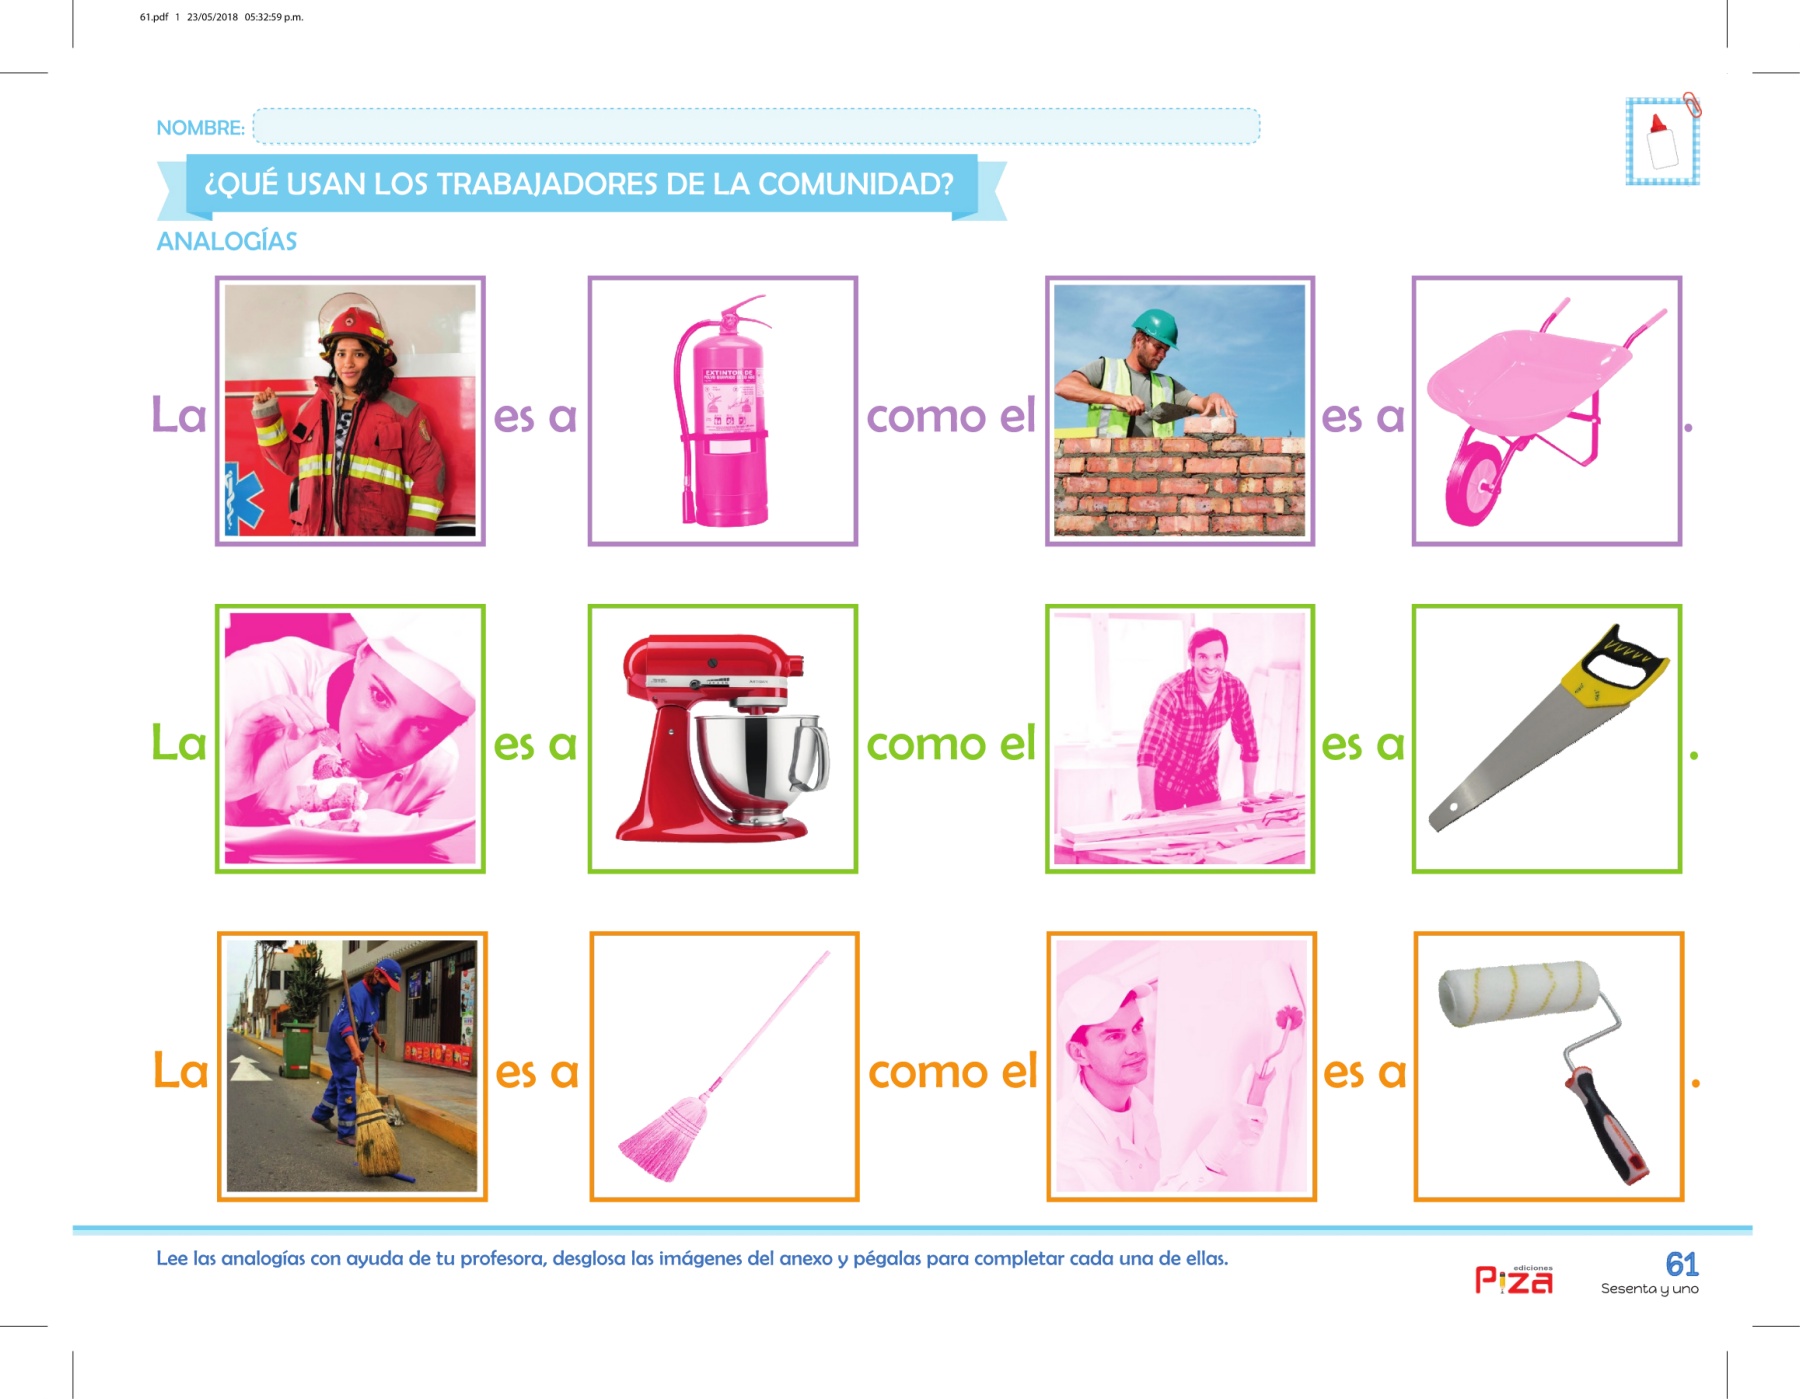 61.pdf 1 23/05/2018 05:32:59 p.m.
NOMBRE:
¿QUÉ USAN LOS TRABAJADORES DE LA COMUNIDAD?
ANALOGÍAS
La es a como el es a .
EXTINTOR DE
La es a como el es a .
La es a como el es a .
Lee las analogías con ayuda de tu profesora, desglosa las imágenes del anexo y pégalas para completar cada una de ellas.
ediciones
Piza
61
Sesenta y uno